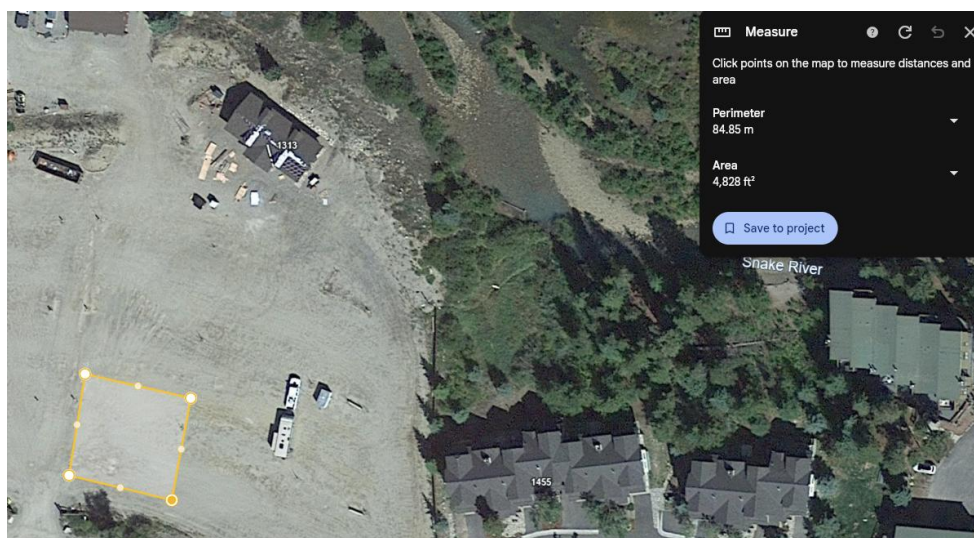 Measure
Click points on the map to measure distances and
area
Perimeter
84.85 m
Area
4,828 ft²
Save to project
1313
Snake River
1455